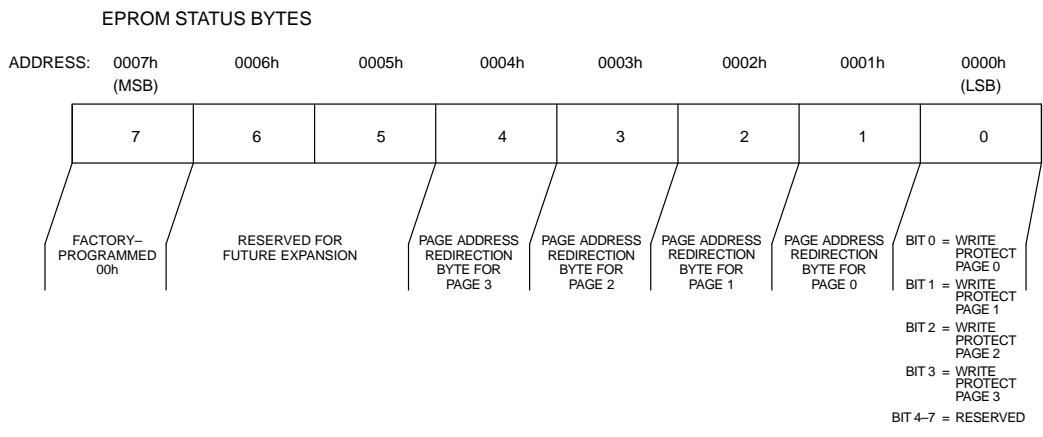 EPROM STATUS BYTES
ADDRESS: 0007h 0006h 0005h 0004h 0003h 0002h 0001h 0000h
(MSB) (LSB)
7 6 5 4 3 2 1 0
FACTORY–
PROGRAMMED
00h
RESERVED FOR
FUTURE EXPANSION
PAGE ADDRESS
REDIRECTION
BYTE FOR
PAGE 3
PAGE ADDRESS
REDIRECTION
BYTE FOR
PAGE 2
PAGE ADDRESS
REDIRECTION
BYTE FOR
PAGE 1
PAGE ADDRESS
REDIRECTION
BYTE FOR
PAGE 0
BIT 0 = WRITE
PROTECT
PAGE 0
BIT 1 = WRITE
PROTECT
PAGE 1
BIT 2 = WRITE
PROTECT
PAGE 2
BIT 3 = WRITE
PROTECT
PAGE 3
BIT 4–7 = RESERVED